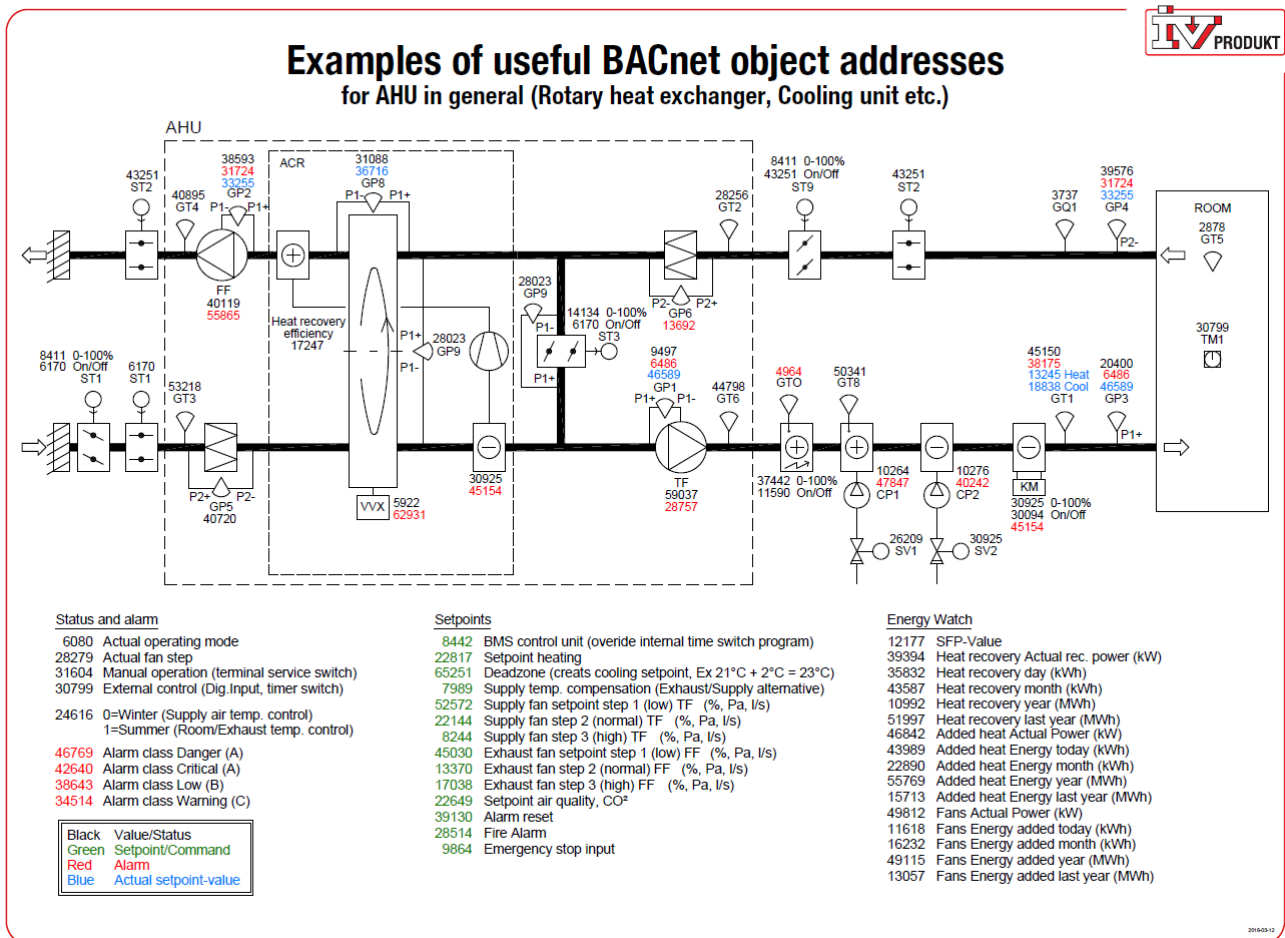 IV PRODUKT
Examples of useful BACnet object addresses
for AHU in general (Rotary heat exchanger, Cooling unit etc.)
AHU
ACR
43251
ST2
40895
GT4
38593
31724
33255
GP2
P1- P1+
31088
36716
GP8
P1- P1+
28256
GT2
8411 0-100%
43251 On/Off
ST9
43251
ST2
3737
GQ1
39576
31724
33255
GP4
P2-
ROOM
2878
GT5
30799
TM1
FF
40119
55865
Heat recovery
efficiency
17247
P1+
P1-
28023
GP9
28023
GP9
P1-
P1+
14134 0-100%
6170 On/Off
ST3
P2- P2+
GP6
13692
8411 0-100%
6170 On/Off
ST1
6170
ST1
53218
GT3
P2+ P2-
GP5
40720
VVX
5922
62931
30925
45154
9497
6486
46589
GP1
P1+ P1-
44798
GT6
TF
59037
28757
4964
GTO
50341
GT8
37442 0-100%
11590 On/Off
10264
47847
CP1
10276
40242
CP2
26209
SV1
30925
SV2
KM
30925 0-100%
30094 On/Off
45154
45150
38175
13245 Heat
18838 Cool
GT1
20400
6486
46589
GP3
P1+
Status and alarm
6080 Actual operating mode
28279 Actual fan step
31604 Manual operation (terminal service switch)
30799 External control (Dig.Input, timer switch)
24616 0=Winter (Supply air temp. control)
1=Summer (Room/Exhaust temp. control)
46769 Alarm class Danger (A)
42640 Alarm class Critical (A)
38643 Alarm class Low (B)
34514 Alarm class Warning (C)
Black Value/Status
Green Setpoint/Command
Red Alarm
Blue Actual setpoint-value
Setpoints
8442 BMS control unit (overide internal time switch program)
22817 Setpoint heating
65251 Deadzone (creats cooling setpoint, Ex 21°C + 2°C = 23°C)
7989 Supply temp. compensation (Exhaust/Supply alternative)
52572 Supply fan setpoint step 1 (low) TF (%, Pa, l/s)
22144 Supply fan step 2 (normal) TF (%, Pa, l/s)
8244 Supply fan step 3 (high) TF (%, Pa, l/s)
45030 Exhaust fan setpoint step 1 (low) FF (%, Pa, l/s)
13370 Exhaust fan step 2 (normal) FF (%, Pa, l/s)
17038 Exhaust fan step 3 (high) FF (%, Pa, l/s)
22649 Setpoint air quality, CO²
39130 Alarm reset
28514 Fire Alarm
9864 Emergency stop input
Energy Watch
12177 SFP-Value
39394 Heat recovery Actual rec. power (kW)
35832 Heat recovery day (kWh)
43587 Heat recovery month (kWh)
10992 Heat recovery year (MWh)
51997 Heat recovery last year (MWh)
46842 Added heat Actual Power (kW)
43989 Added heat Energy today (kWh)
22890 Added heat Energy month (kWh)
55769 Added heat Energy year (MWh)
15713 Added heat Energy last year (MWh)
49812 Fans Actual Power (kW)
11618 Fans Energy added today (kWh)
16232 Fans Energy added month (kWh)
49115 Fans Energy added year (MWh)
13057 Fans Energy added last year (MWh)
2018-03-12